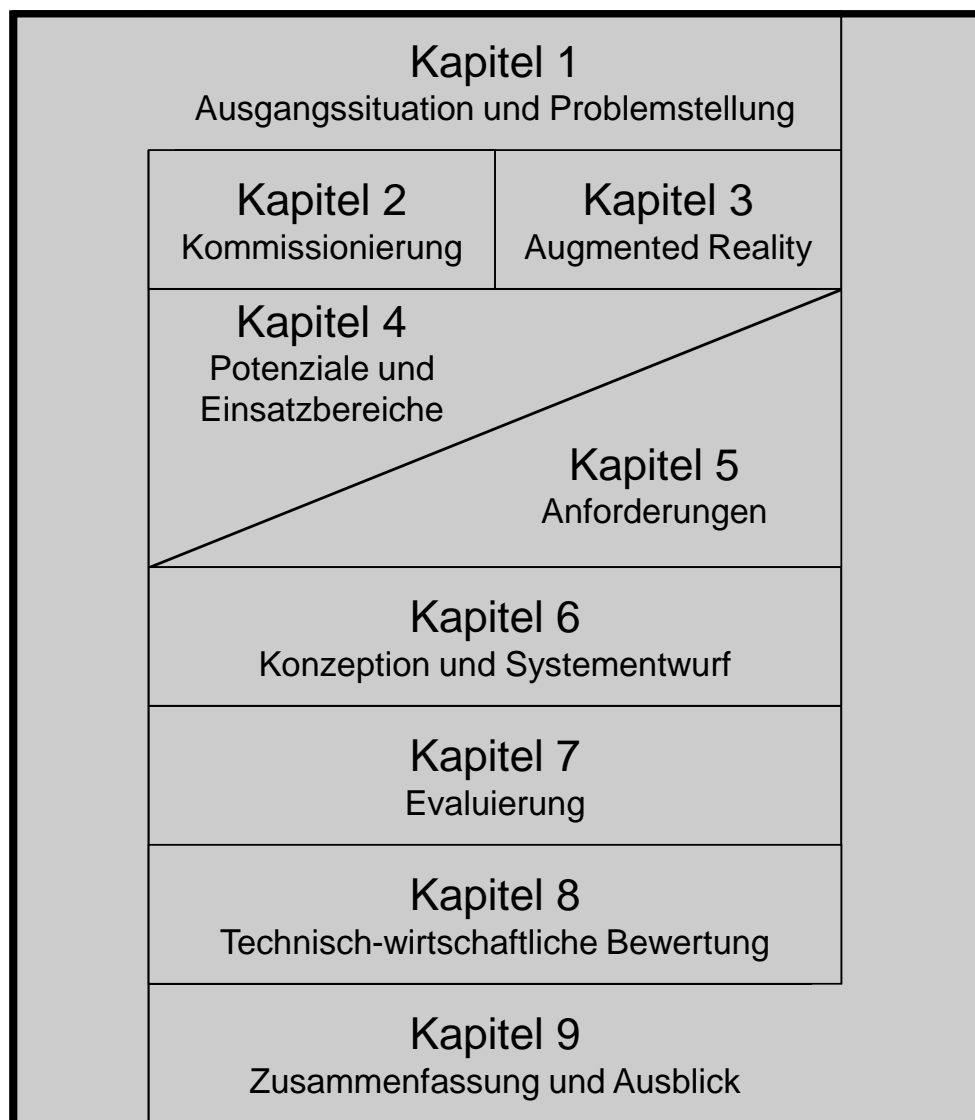 Kapitel 1
Ausgangssituation und Problemstellung
Kapitel 2
Kommissionierung
Kapitel 3
Augmented Reality
Kapitel 4
Potenziale und
Einsatzbereiche
Kapitel 5
Anforderungen
Kapitel 6
Konzeption und Systementwurf
Kapitel 7
Evaluierung
Kapitel 8
Technisch-wirtschaftliche Bewertung
Kapitel 9
Zusammenfassung und Ausblick